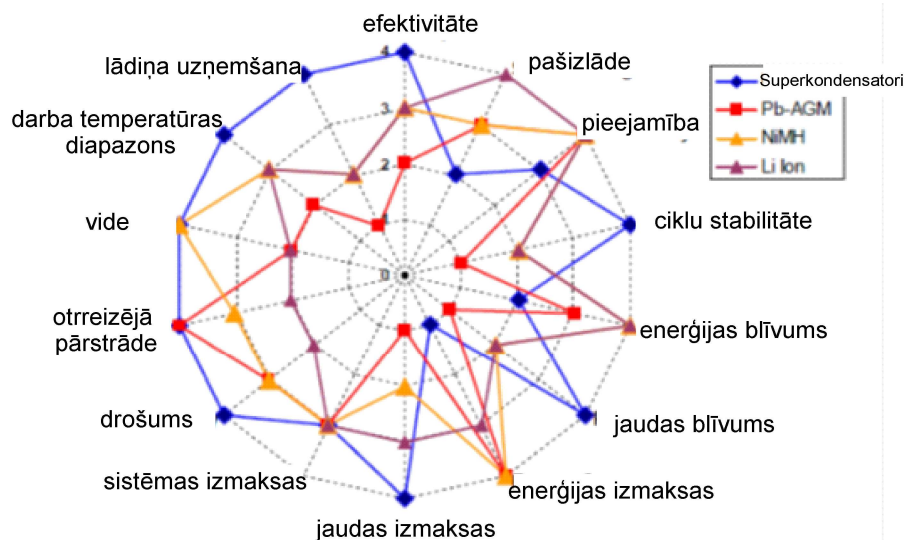 efektivitāte
pašizlāde
pieejamība
ciklu stabilitāte
enerģijas blīvums
jaudas blīvums
enerģijas izmaksas
jaudas izmaksas
sistēmas izmaksas
drošums
otrreizējā
pārstrāde
vide
darba temperatūras
diapazons
lādiņa uzņemšana
4
3
2
1
0
Superkondensatori
Pb-AGM
NiMH
Li Ion